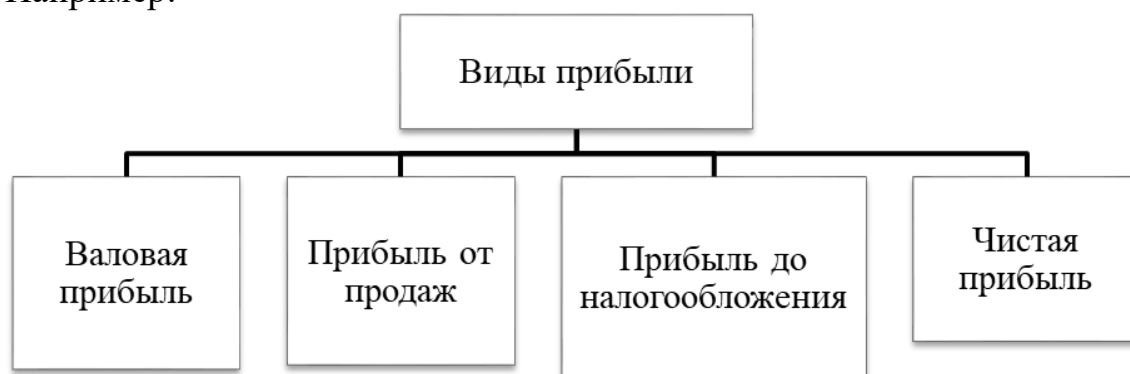 Например:
Виды прибыли
Валовая
прибыль
Прибыль от
продаж
Прибыль до
налогообложения
Чистая
прибыль